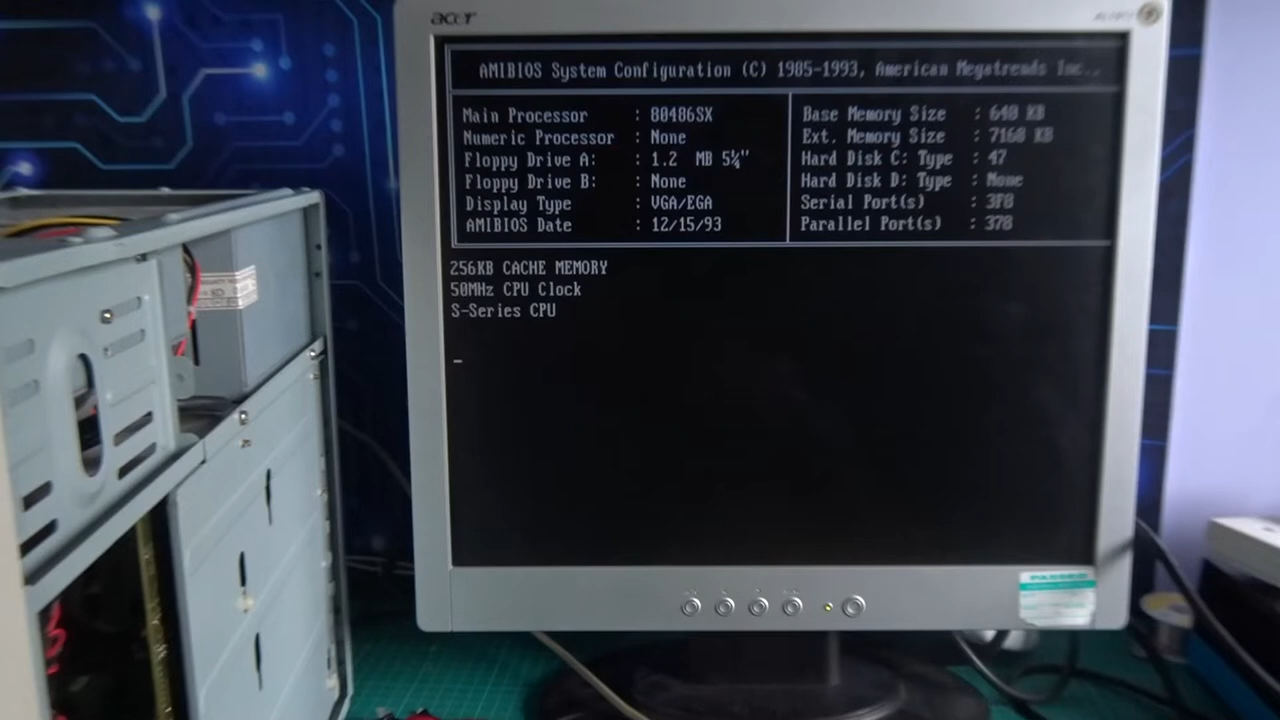 acer
AMIBIOS System Configuration (C) 1985-1993, American Megatrends Inc.,
Main Processor : 80486SX
Numeric Processor : None
Floppy Drive A: : 1.2 MB 5¼"
Floppy Drive B: : None
Display Type : VGA/EGA
AMIBIOS Date : 12/15/93
Base Memory Size : 640 KB
Ext. Memory Size : 7168 KB
Hard Disk C: Type : 47
Hard Disk D: Type : None
Serial Port(s) : 3F8
Parallel Port(s) : 378
256KB CACHE MEMORY
50MHz CPU Clock
S-Series CPU
PASSED